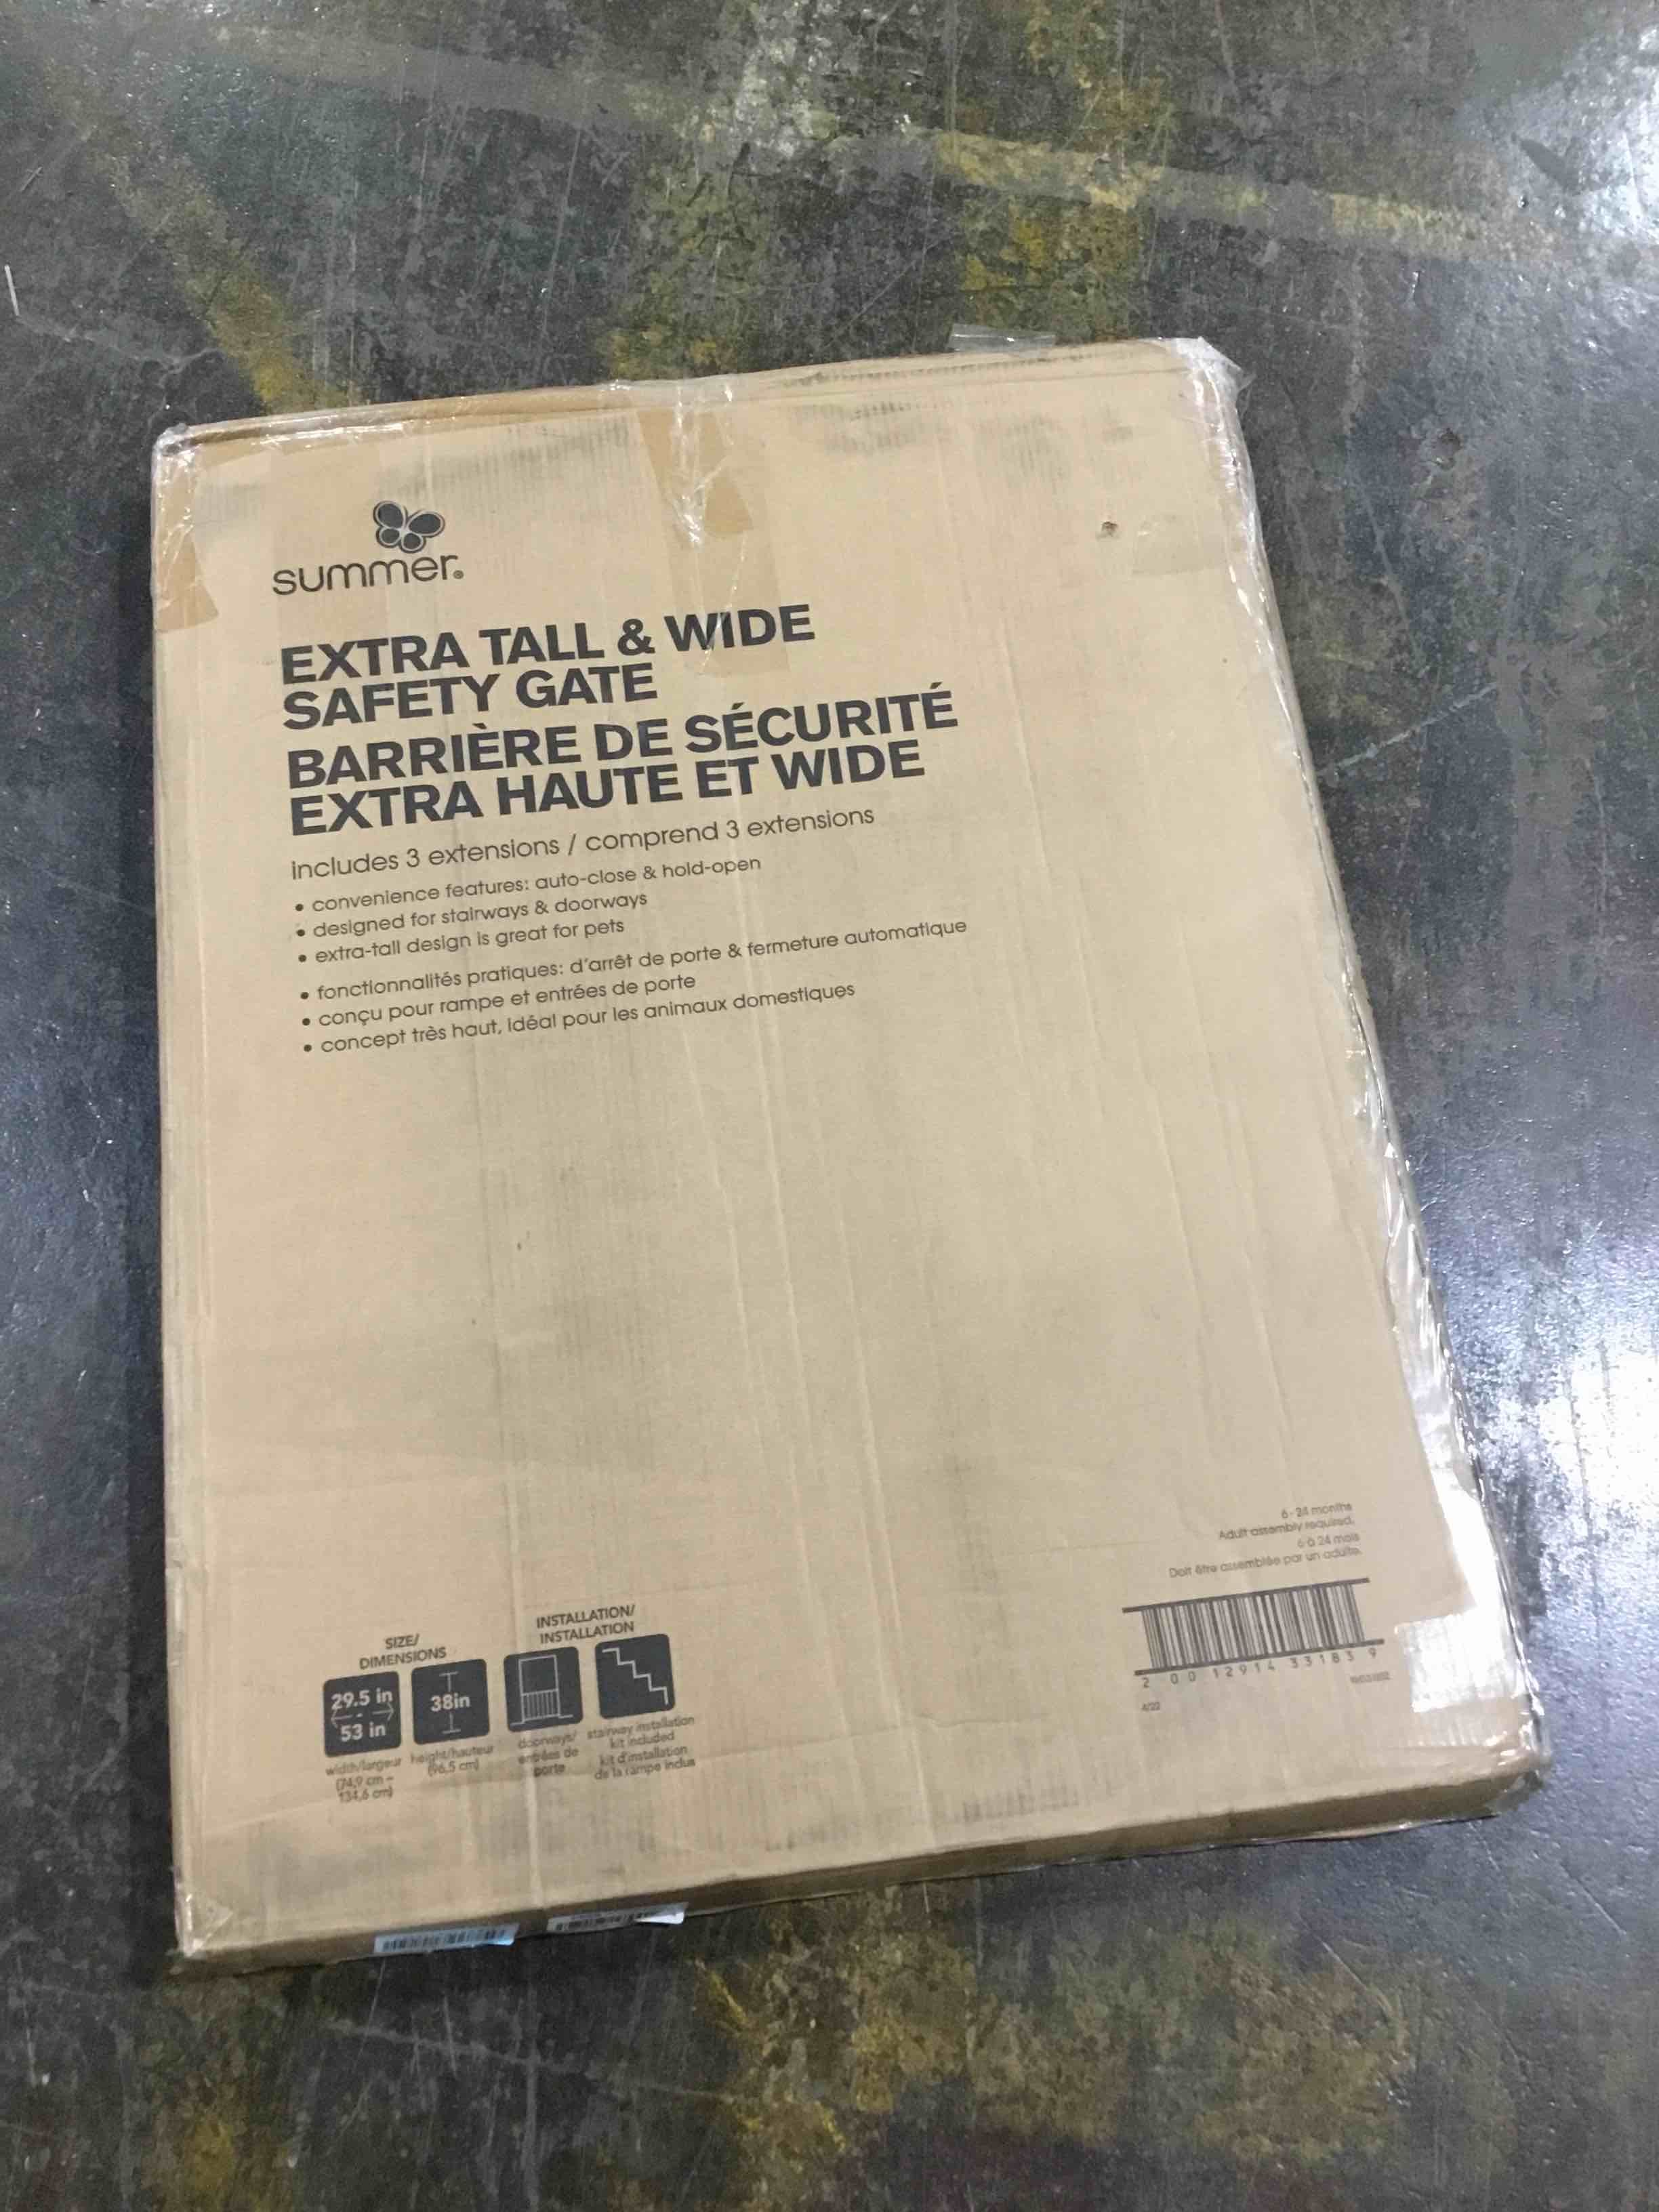 summer®
EXTRA TALL & WIDE
SAFETY GATE
BARRIÈRE DE SÉCURITÉ
EXTRA HAUTE ET WIDE
includes 3 extensions / comprend 3 extensions
• convenience features: auto-close & hold-open
• designed for stairways & doorways
• extra-tall design is great for pets
• fonctionnalités pratiques: d'arrêt de porte & fermeture automatique
• conçu pour rampe et entrées de porte
• concept très haut, idéal pour les animaux domestiques
6 - 24 months
Adult assembly required.
6 à 24 mois
Doit être assemblée par un adulte.
2 00 12914 33183 9
4/22
SIZE/
DIMENSIONS
29.5 in
-
53 in
width/largeur
(74,9 cm –
134,6 cm)
38in
height/hauteur
(96,5 cm)
INSTALLATION/
INSTALLATION
doorways/
entrées de
porte
stairway installation
kit included
kit d'installation
de la rampe inclus